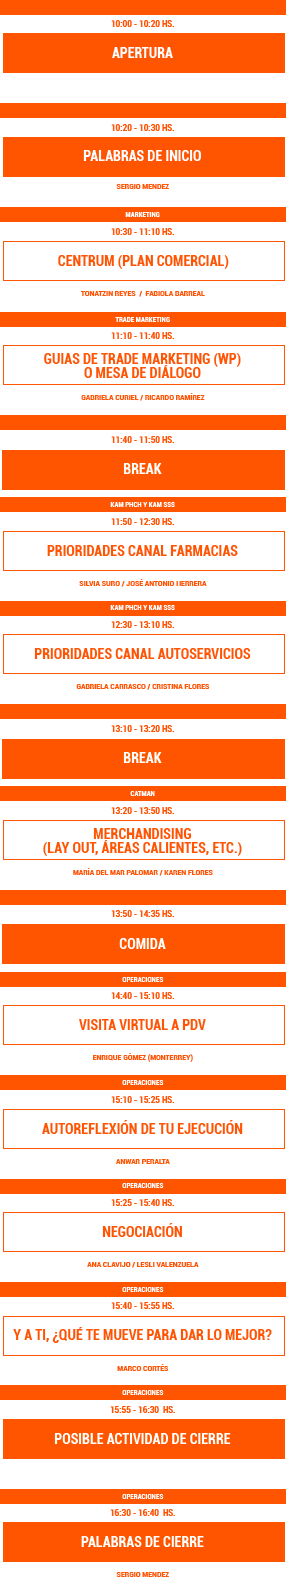 10:00 - 10:20 HS.
APERTURA
10:20 - 10:30 HS.
PALABRAS DE INICIO
SERGIO MENDEZ
MARKETING
10:30 - 11:10 HS.
CENTRUM (PLAN COMERCIAL)
TONATZIN REYES / FABIOLA BARREAL
TRADE MARKETING
11:10 - 11:40 HS.
GUIAS DE TRADE MARKETING (WP)
O MESA DE DIÁLOGO
GABRIELA CURIEL / RICARDO RAMÍREZ
11:40 - 11:50 HS.
BREAK
KAM PHCH Y KAM SSS
11:50 - 12:30 HS.
PRIORIDADES CANAL FARMACIAS
SILVIA SURO / JOSÉ ANTONIO HERRERA
KAM PHCH Y KAM SSS
12:30 - 13:10 HS.
PRIORIDADES CANAL AUTOSERVICIOS
GABRIELA CARRASCO / CRISTINA FLORES
13:10 - 13:20 HS.
BREAK
CATMAN
13:20 - 13:50 HS.
MERCHANDISING
(LAY OUT, ÁREAS CALIENTES, ETC.)
MARÍA DEL MAR PALOMAR / KAREN FLORES
13:50 - 14:35 HS.
COMIDA
OPERACIONES
14:40 - 15:10 HS.
VISITA VIRTUAL A PDV
ENRIQUE GÓMEZ (MONTERREY)
OPERACIONES
15:10 - 15:25 HS.
AUTOREFLEXIÓN DE TU EJECUCIÓN
ANWAR PERALTA
OPERACIONES
15:25 - 15:40 HS.
NEGOCIACIÓN
ANA CLAVIJO / LESLI VALENZUELA
OPERACIONES
15:40 - 15:55 HS.
Y A TI, ¿QUÉ TE MUEVE PARA DAR LO MEJOR?
MARCO CORTÉS
OPERACIONES
15:55 - 16:30 HS.
POSIBLE ACTIVIDAD DE CIERRE
OPERACIONES
16:30 - 16:40 HS.
PALABRAS DE CIERRE
SERGIO MENDEZ